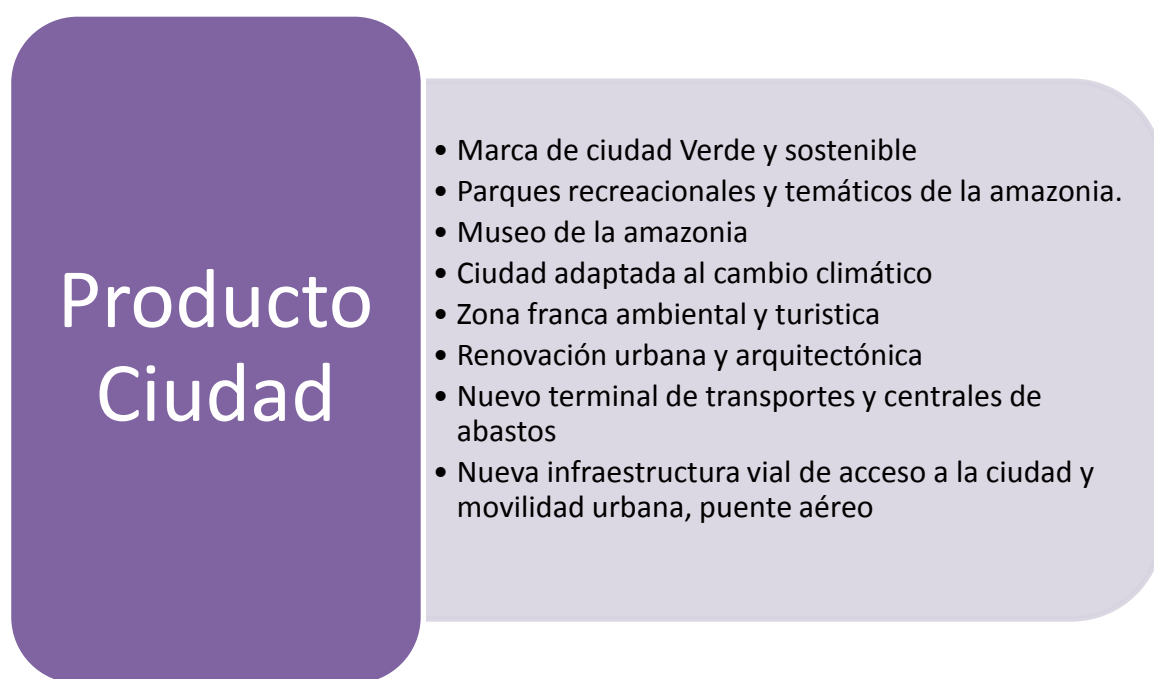 Producto
Ciudad
• Marca de ciudad Verde y sostenible
• Parques recreacionales y temáticos de la amazonia.
• Museo de la amazonia
• Ciudad adaptada al cambio climático
• Zona franca ambiental y turistica
• Renovación urbana y arquitectónica
• Nuevo terminal de transportes y centrales de
abastos
• Nueva infraestructura vial de acceso a la ciudad y
movilidad urbana, puente aéreo